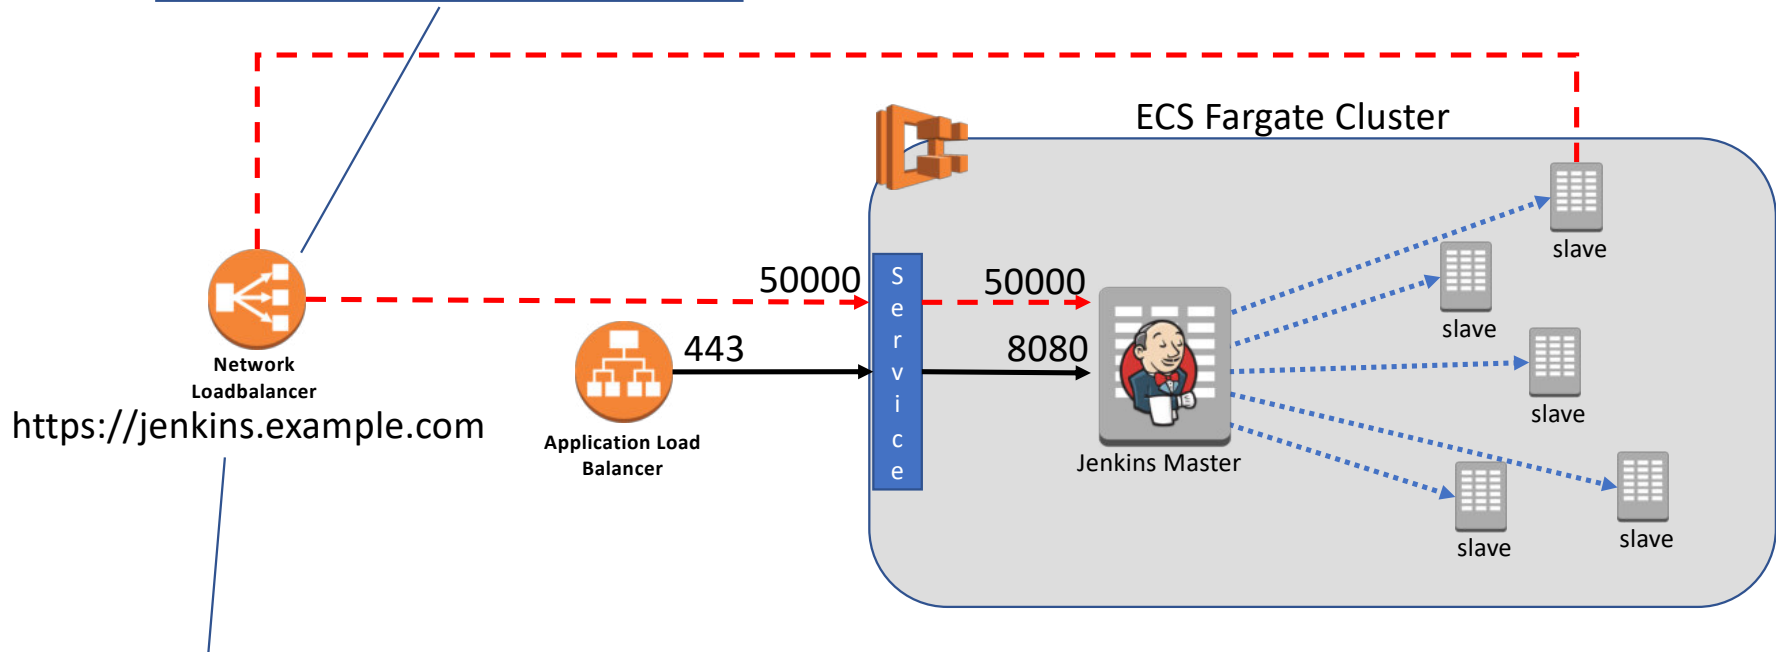 ECS Fargate Cluster
slave
50000
Service
50000
slave
443
8080
Network
Loadbalancer
slave
https://jenkins.example.com
Application Load
Balancer
Jenkins Master
slave
slave